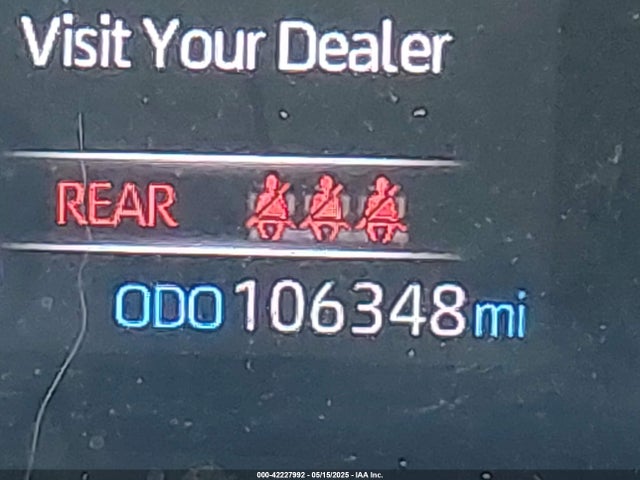 Visit Your Dealer
REAR
ODO 106348 mi
000-42227992 - 05/15/2025 - IAA Inc.